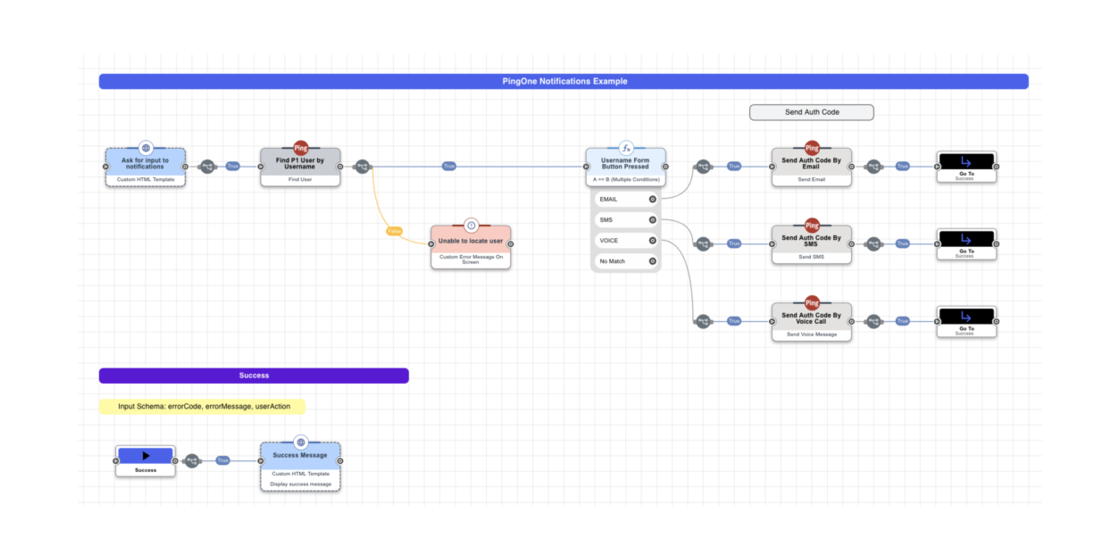 PingOne Notifications Example
Send Auth Code
Ask for input to
notifications
Custom HTML Template
True
Ping
Find P1 User by
Username
Find User
True
False
Unable to locate user
Custom Error Message On
Screen
Username Form
Button Pressed
A == B (Multiple Conditions)
EMAIL
SMS
VOICE
No Match
True
Ping
Send Auth Code By
Email
Send Email
True
Go To
Success
True
Ping
Send Auth Code By
SMS
Send SMS
True
Go To
Success
True
Ping
Send Auth Code By
Voice Call
Send Voice Message
True
Go To
Success
Success
Input Schema: errorCode, errorMessage, userAction
Success
True
Success Message
Custom HTML Template
Display success message